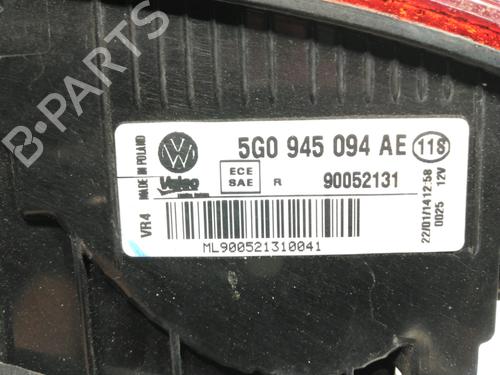 B-PARTS
MADE IN POLAND
VR4
VW
Valeo
5G0 945 094 AE
118
ECE
SAE
R
90052131
ML900521310041
22/01/14 12:58
0025 12V